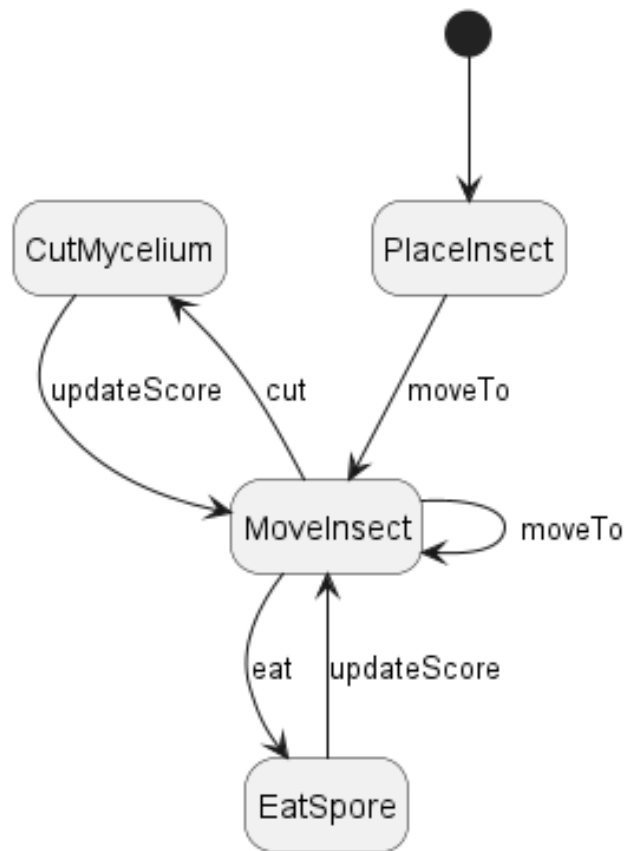 CutMycelium
PlaceInsect
updateScore
cut
moveTo
MoveInsect
moveTo
eat
updateScore
EatSpore